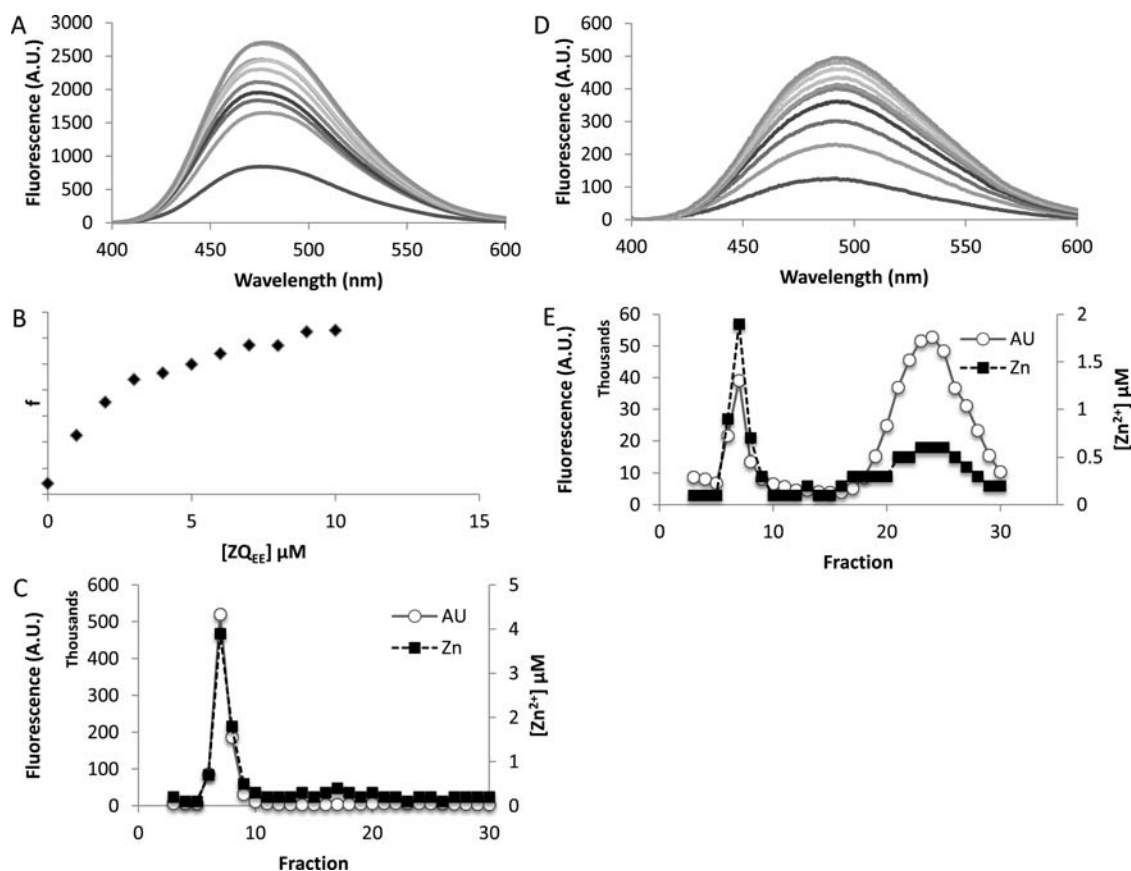 A
Fluorescence (A.U.)
3000
2500
2000
1500
1000
500
0
400 450 500 550 600
Wavelength (nm)
D
Fluorescence (A.U.)
600
500
400
300
200
100
0
400 450 500 550 600
Wavelength (nm)
B
f
0 5 10 15
[ZQEE] µM
E
Fluorescence (A.U.)
Thousands
60
50
40
30
20
10
0
0 10 20 30
Fraction
2
1.5
1
0.5
0
[Zn2+] µM
AU
Zn
C
Fluorescence (A.U.)
Thousands
600
500
400
300
200
100
0
0 10 20 30
Fraction
5
4
3
2
1
0
[Zn2+] µM
AU
Zn